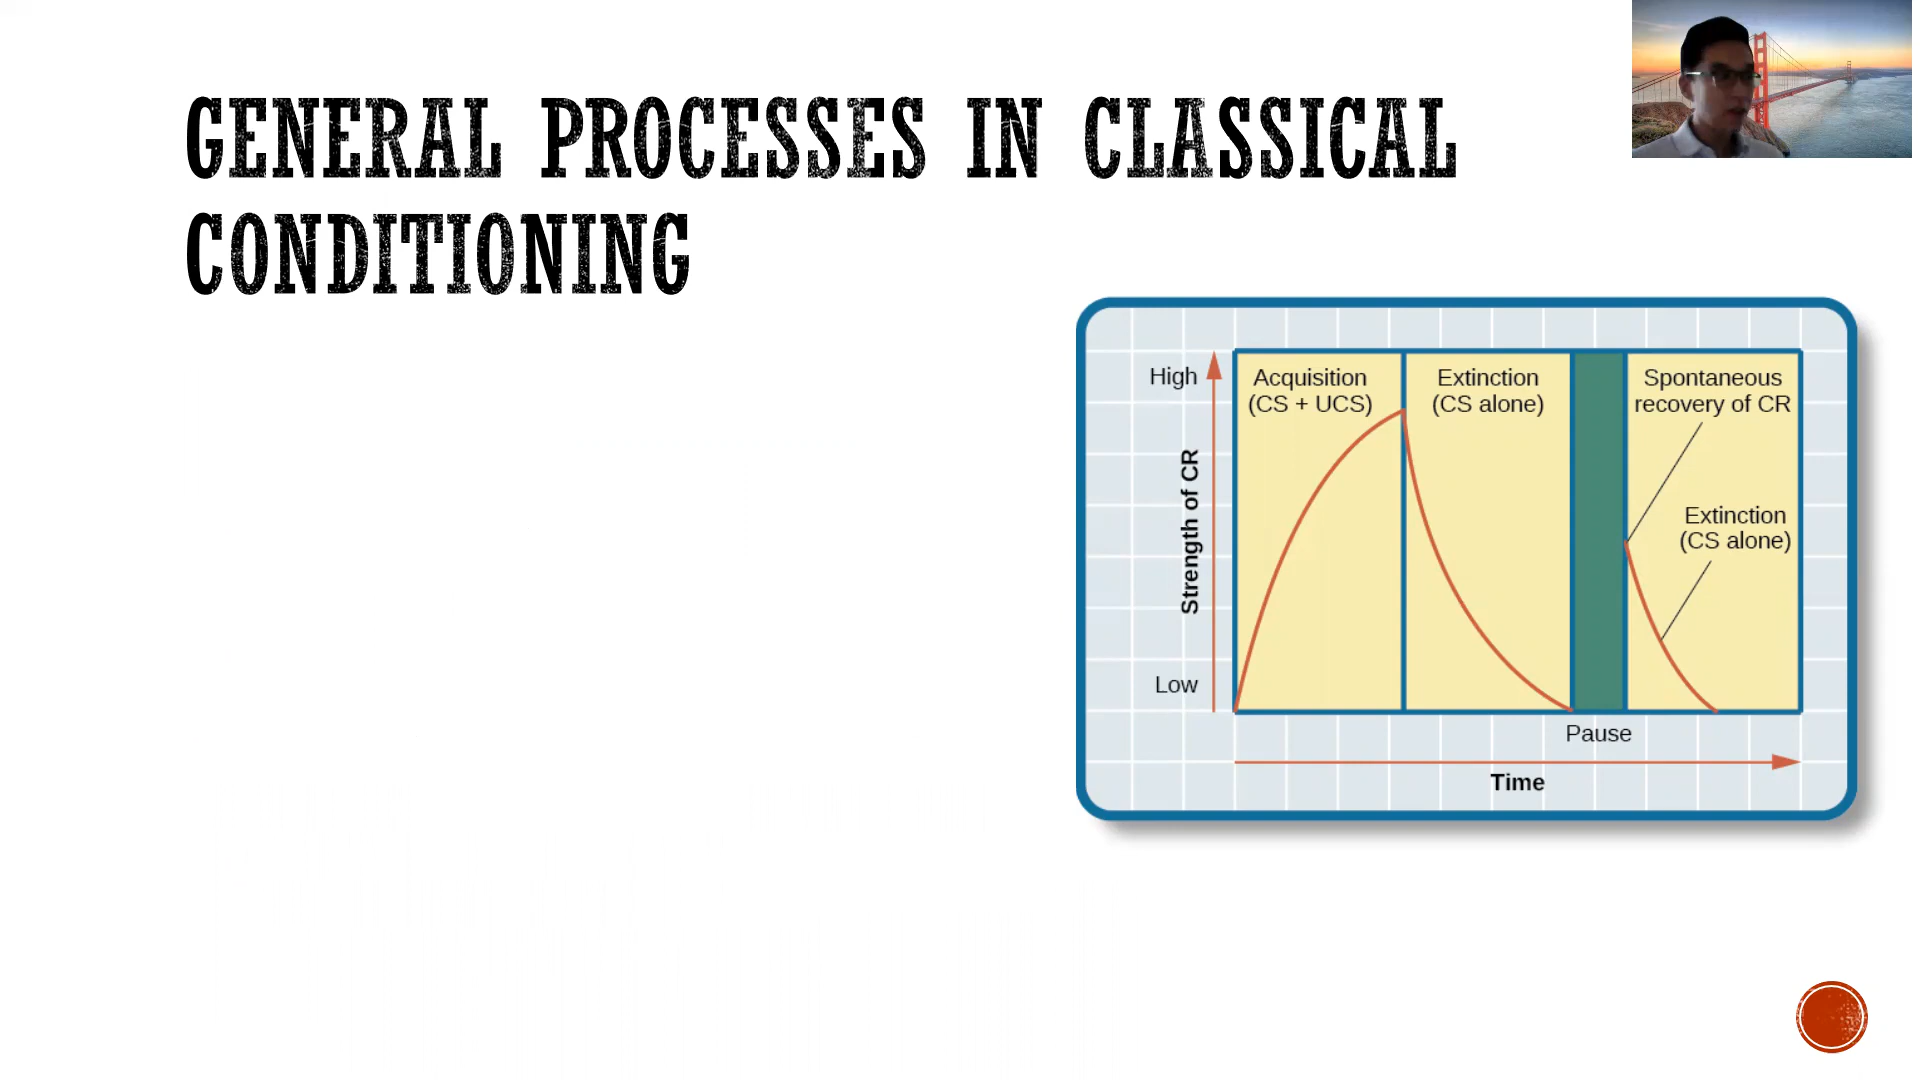 GENERAL PROCESSES IN CLASSICAL
CONDITIONING
High
Acquisition
(CS + UCS)
Extinction
(CS alone)
Spontaneous
recovery of CR
Extinction
(CS alone)
Strength of CR
Low
Pause
Time